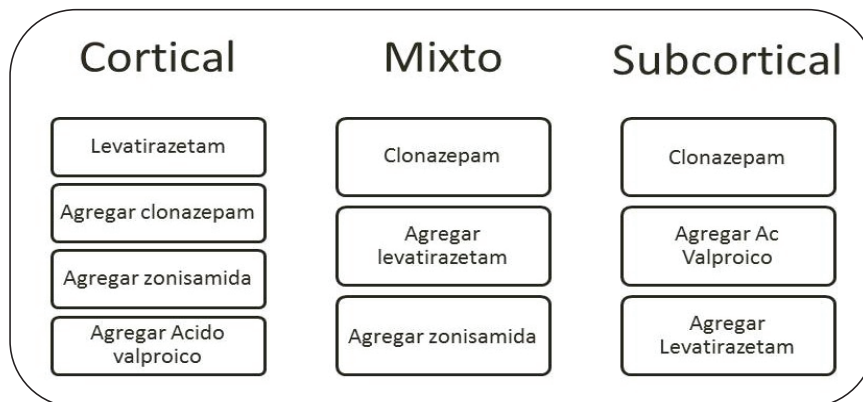 Cortical
Levatirazetam
Agregar clonazepam
Agregar zonisamida
Agregar Acido
valproico
Mixto
Clonazepam
Agregar
levatirazetam
Agregar zonisamida
Subcortical
Clonazepam
Agregar Ac
Valproico
Agregar
Levatirazetam